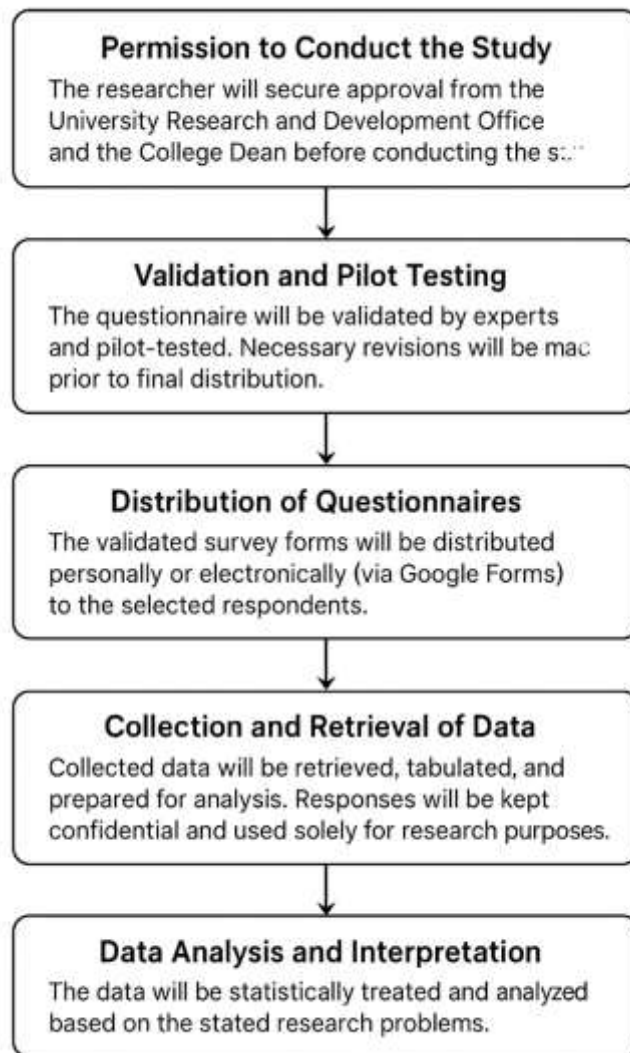 Permission to Conduct the Study
The researcher will secure approval from the
University Research and Development Office
and the College Dean before conducting the
Validation and Pilot Testing
The questionnaire will be validated by experts
and pilot-tested. Necessary revisions will be
prior to final distribution.
Distribution of Questionnaires
The validated survey forms will be distributed
personally or electronically (via Google Forms)
to the selected respondents.
Collection and Retrieval of Data
Collected data will be retrieved, tabulated, and
prepared for analysis. Responses will be kept
confidential and used solely for research purposes.
Data Analysis and Interpretation
The data will be statistically treated and analyzed
based on the stated research problems.